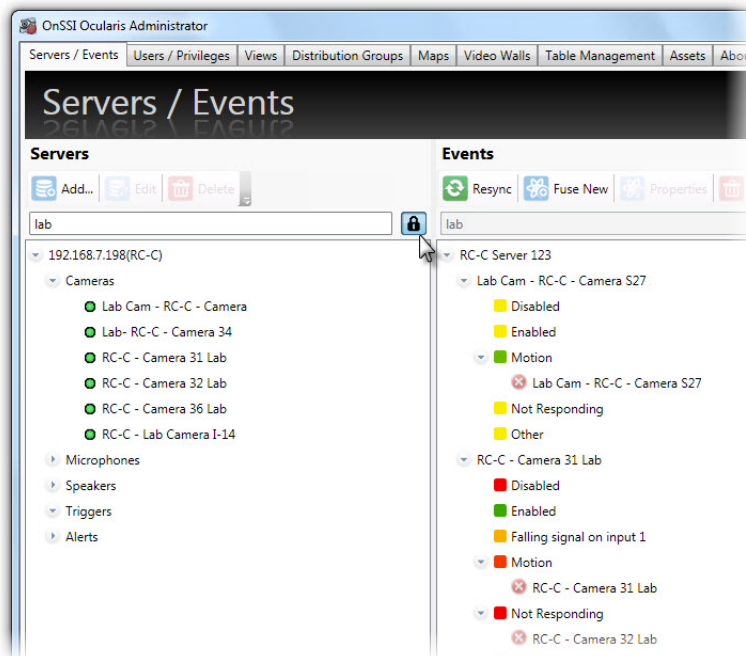 OnSSI Ocularis Administrator
Servers / Events Users / Privileges Views Distribution Groups Maps Video Walls Table Management Assets
Servers / Events
Servers
Add... Edit Delete
lab
192.168.7.198(RC-C)
Cameras
Lab Cam - RC-C - Camera
Lab- RC-C - Camera 34
RC-C - Camera 31 Lab
RC-C - Camera 32 Lab
RC-C - Camera 36 Lab
RC-C - Lab Camera I-14
Microphones
Speakers
Triggers
Alerts
Events
Resync Fuse New Properties
lab
RC-C Server 123
Lab Cam - RC-C - Camera S27
Disabled
Enabled
Motion
Lab Cam - RC-C - Camera S27
Not Responding
Other
RC-C - Camera 31 Lab
Disabled
Enabled
Falling signal on input 1
Motion
RC-C - Camera 31 Lab
Not Responding
RC-C - Camera 32 Lab